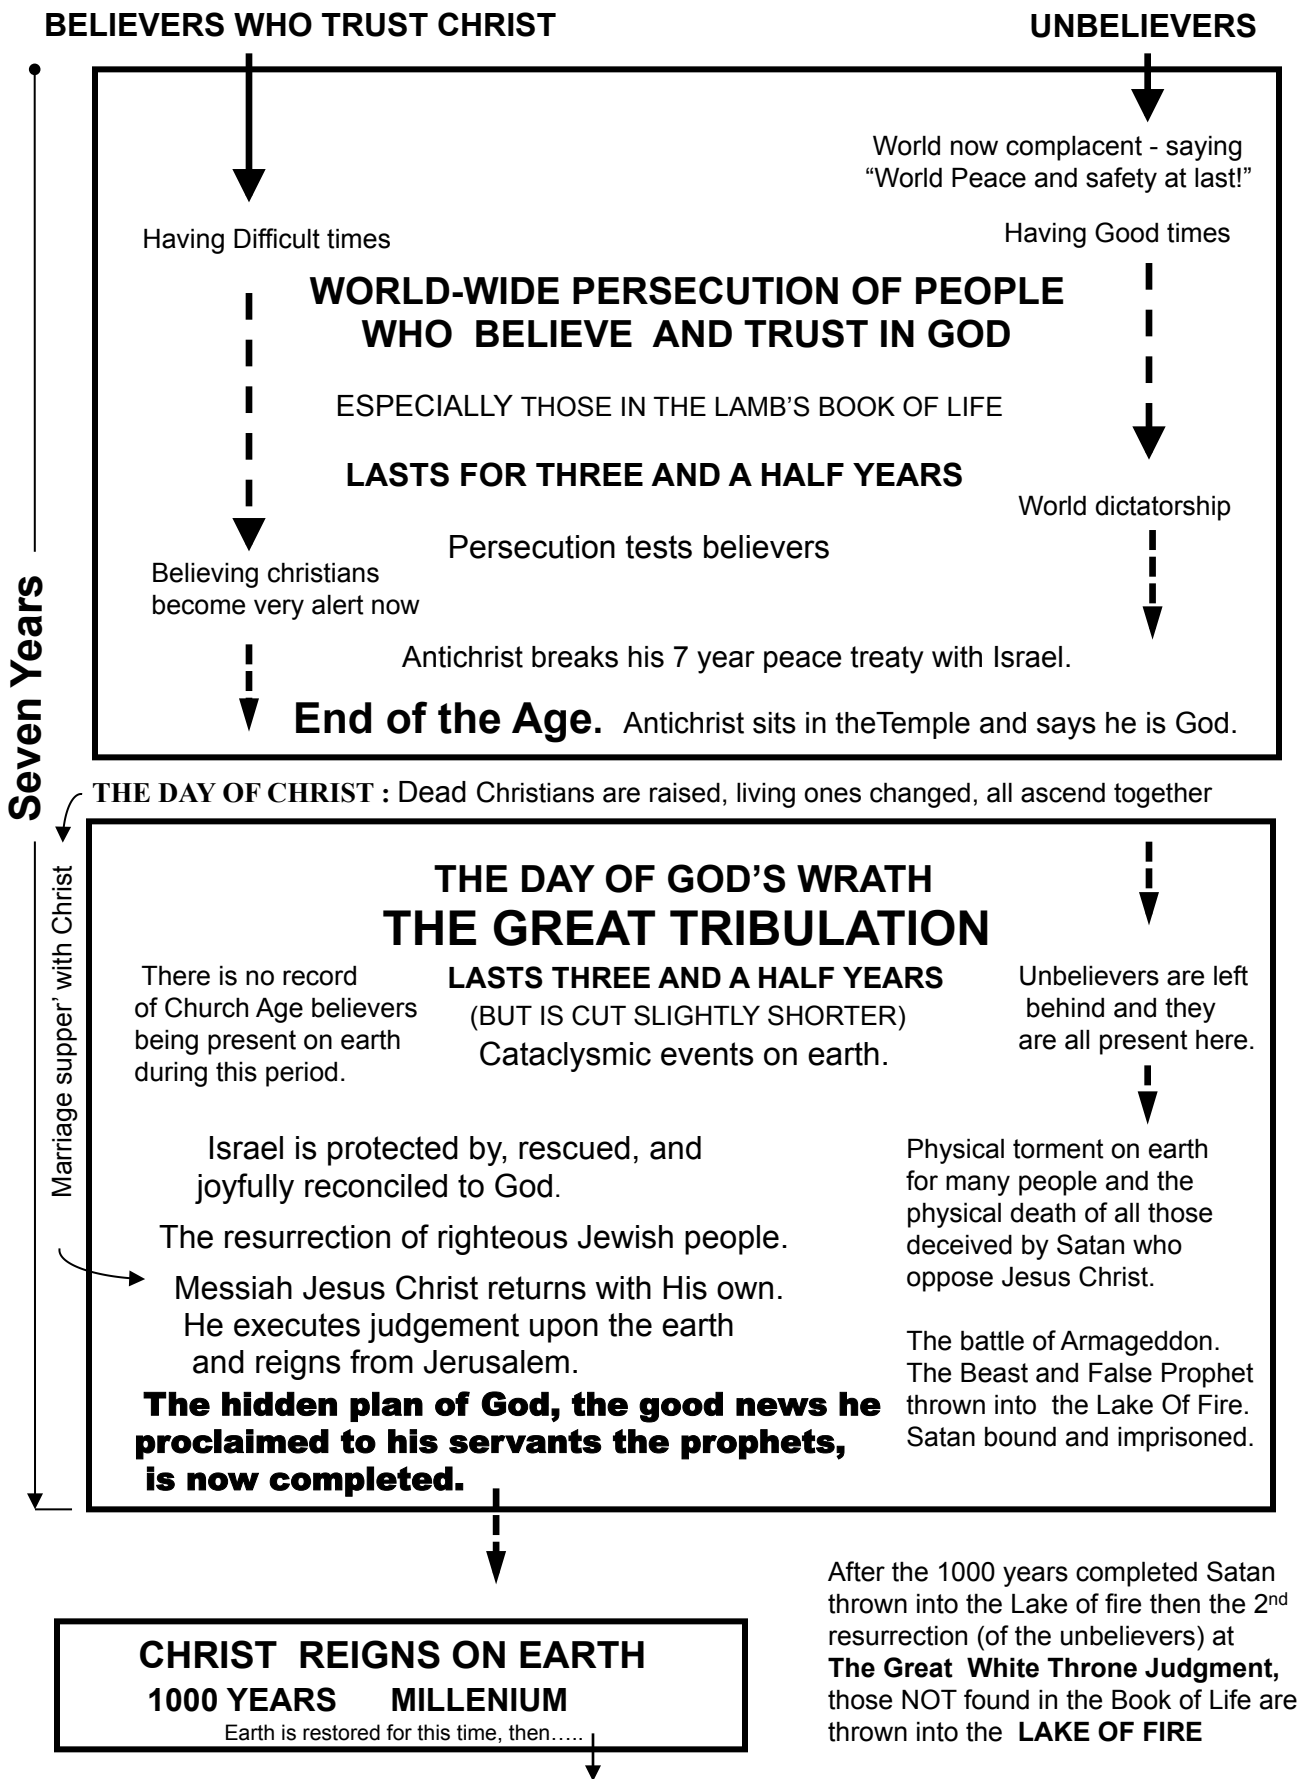 BELIEVERS WHO TRUST CHRIST
UNBELIEVERS
World now complacent - saying
“World Peace and safety at last!”
Having Difficult times
Having Good times
WORLD-WIDE PERSECUTION OF PEOPLE
WHO BELIEVE AND TRUST IN GOD
ESPECIALLY THOSE IN THE LAMB’S BOOK OF LIFE
LASTS FOR THREE AND A HALF YEARS
World dictatorship
Persecution tests believers
Believing christians
become very alert now
Antichrist breaks his 7 year peace treaty with Israel.
End of the Age. Antichrist sits in theTemple and says he is God.
Seven Years
THE DAY OF CHRIST : Dead Christians are raised, living ones changed, all ascend together
Marriage supper’ with Christ
THE DAY OF GOD’S WRATH
THE GREAT TRIBULATION
LASTS THREE AND A HALF YEARS
(BUT IS CUT SLIGHTLY SHORTER)
Cataclysmic events on earth.
There is no record
of Church Age believers
being present on earth
during this period.
Unbelievers are left
behind and they
are all present here.
Israel is protected by, rescued, and
joyfully reconciled to God.
The resurrection of righteous Jewish people.
Messiah Jesus Christ returns with His own.
He executes judgement upon the earth
and reigns from Jerusalem.
The hidden plan of God, the good news he
proclaimed to his servants the prophets,
is now completed.
Physical torment on earth
for many people and the
physical death of all those
deceived by Satan who
oppose Jesus Christ.
The battle of Armageddon.
The Beast and False Prophet
thrown into the Lake Of Fire.
Satan bound and imprisoned.
CHRIST REIGNS ON EARTH
1000 YEARS MILLENIUM
Earth is restored for this time, then…..
After the 1000 years completed Satan
thrown into the Lake of fire then the 2nd
resurrection (of the unbelievers) at
The Great White Throne Judgment,
those NOT found in the Book of Life are
thrown into the LAKE OF FIRE